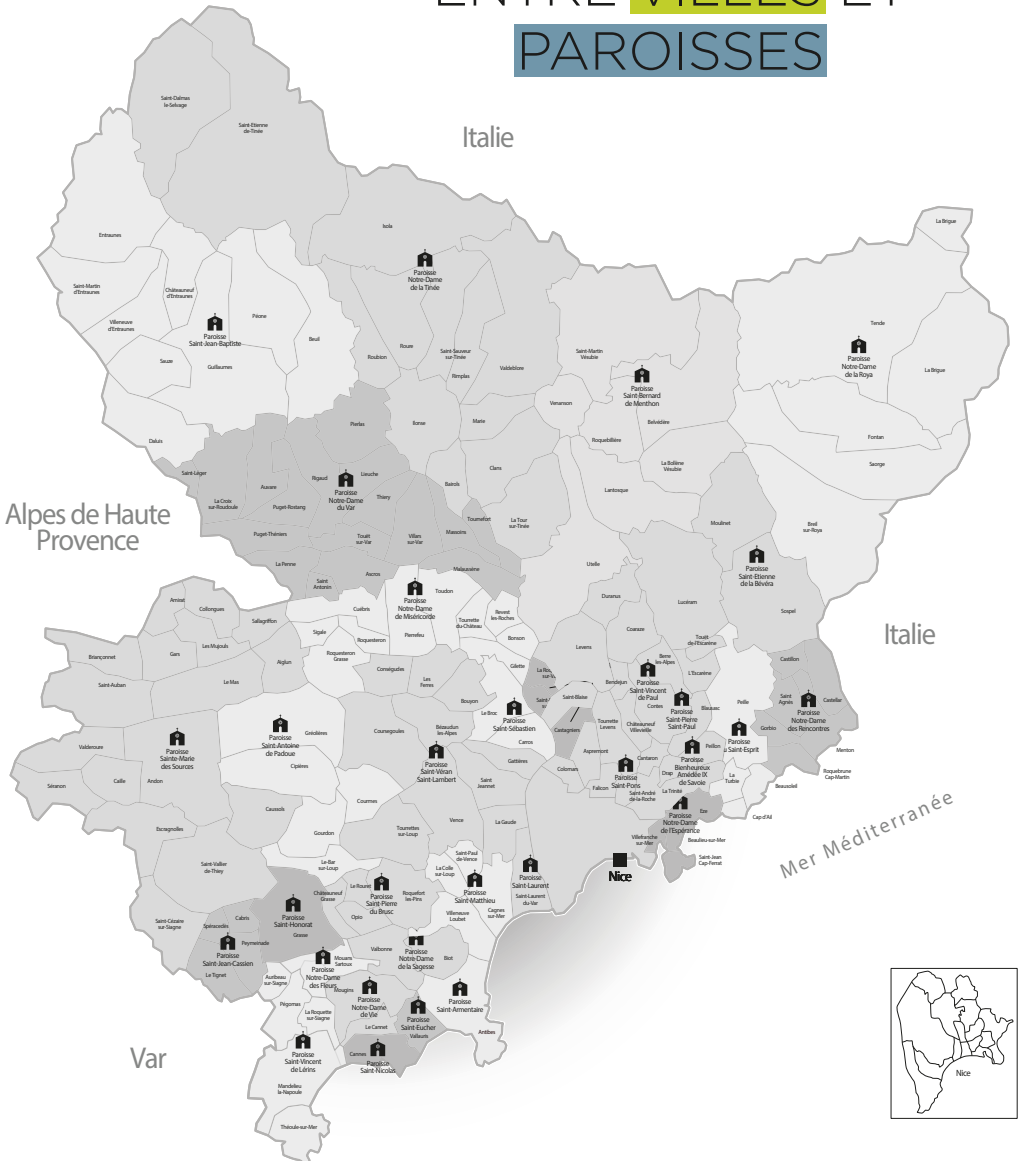 ENTRE VILLES ET
PAROISSES
Italie
Saint-Dalmas
le-Selvage
Saint-Etienne
de-Tinée
Entraunes
Isola
La Brigue
Paroisse
Notre-Dame
de la Tinée
Saint-Martin
d'Entraunes
Châteauneuf
d'Entraunes
Villeneuve
d'Entraunes
Péone
Paroisse
Saint-Jean-Baptiste
Beuil
Sauze
Guillaumes
Roubion
Roure
Saint-Sauveur
sur-Tinée
Rimplas
Valdeblore
Saint-Martin
Vésubie
Tende
Paroisse
Notre-Dame
de la Roya
La Brigue
Paroisse
Saint-Bernard
de Menthon
Venanson
Belvédère
Roquebillière
Fontan
Saorge
Daluis
Pierlas
Ilonse
Marie
Clans
La Bollène
Vésubie
Lantosque
Saint-Léger
La Croix
sur-Roudoule
Auvare
Rigaud
Lieuche
Puget-Rostang
Paroisse
Notre-Dame
du Var
Thiery
Bairols
Tournefort
La Tour
sur-Tinée
Moulinet
Breil
sur-Roya
Alpes de Haute
Provence
Puget-Théniers
Touët
sur-Var
Villars
sur-Var
Massoins
Malaussène
La Penne
Saint
Antonin
Ascros
Utelle
Paroisse
Saint-Etienne
de la Bévéra
Sospel
Italie
Amirat
Collongues
Sallagriffon
Cuébris
Paroisse
Notre-Dame
de Miséricorde
Toudon
Tourrette
du-Château
Revest
les-Roches
Bonson
Duranus
Lucéram
Coaraze
Touët
de-l'Escarène
Briançonnet
Gars
Les Mujouls
Sigale
Roquesteron
Pierrefeu
Roquesteron
Grasse
Aiglun
Saint-Auban
Le Mas
Conségudes
Les
Ferres
Gilette
Levens
Bendejun
Berre
les-Alpes
L'Escarène
Castillon
Bouyon
Le Broc
Saint-Blaise
Paroisse
Saint-Vincent
de Paul
Contes
Paroisse
Saint-Pierre
Saint-Paul
Blausasc
Peille
Saint
Agnès
Castellar
Paroisse
Notre-Dame
des Rencontres
Gorbio
Menton
Roquebrune
Cap-Martin
Beausoleil
Paroisse
Sainte-Marie
des Sources
Paroisse
Saint-Antoine
de Padoue
Gréolières
Coursegoules
Bézaudun
les-Alpes
Paroisse
Saint-Sébastien
Carros
Castagniers
Tourrette
Levens
Châteauneuf
Villevieille
Paroisse
Bienheureux
Amédée IX
de Savoie
Peillon
Paroisse
u Saint-Esprit
Valderoure
Séranon
Caille
Andon
Cipières
Paroisse
Saint-Véran
Saint-Lambert
Gattières
Saint
Jeannet
Aspremont
Colomars
Falicon
Paroisse
Saint-Pons
Cantaron
Drap
Saint-André
de-la-Roche
La Trinité
La
Turbie
Cap-d'Ail
Mer Méditerranée
Escragnolles
Caussols
Courmes
Gourdon
Tourrettes
sur-Loup
Vence
La Gaude
Paroisse
Notre-Dame
de l'Espérance
Eze
Villefranche
sur-Mer
Beaulieu-sur-Mer
Saint-Jean
Cap-Ferrat
Nice
Saint-Vallier
de-Thiey
Le-Bar
sur-Loup
Saint-Paul
de-Vence
La Colle
sur-Loup
Paroisse
Saint-Matthieu
Paroisse
Saint-Laurent
Saint-Laurent
du-Var
Cagnes
sur-Mer
Villeneuve
Loubet
Châteauneuf
Grasse
Le Rouret
Paroisse
Saint-Pierre
du Brusc
Roquefort
les-Pins
Opio
Saint-Cézaire
sur-Siagne
Spéracèdes
Cabris
Paroisse
Saint-Honorat
Grasse
Peymeinade
Paroisse
Saint-Jean-Cassien
Le Tignet
Valbonne
Paroisse
Notre-Dame
de la Sagesse
Biot
Mouans
Sartoux
Paroisse
Notre-Dame
des Fleurs
Mougins
Auribeau
sur-Siagne
Pégomas
La Roquette
sur-Siagne
Paroisse
Notre-Dame
de Vie
Paroisse
Saint-Armentaire
Paroisse
Saint-Eucher
Vallauris
Antibes
Le Cannet
Cannes
Paroisse
Saint-Nicolas
Paroisse
Saint-Vincent
de Lérins
Mandelieu
la-Napoule
Théoule-sur-Mer
Var
Nice